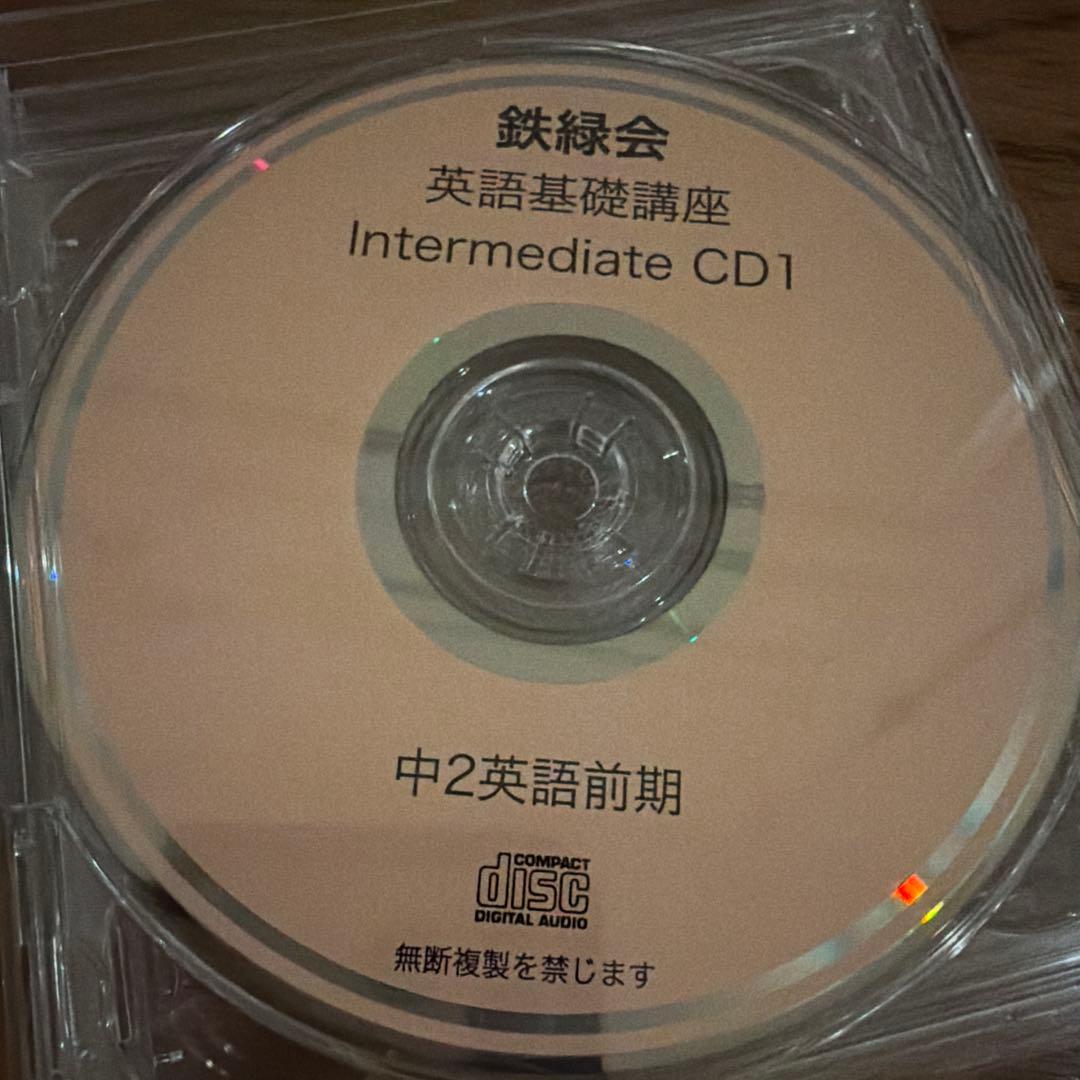 鉄緑会
英語基礎講座
Intermediate CD1
中2英語前期
COMPACT
disc
DIGITAL AUDIO
無断複製を禁じます